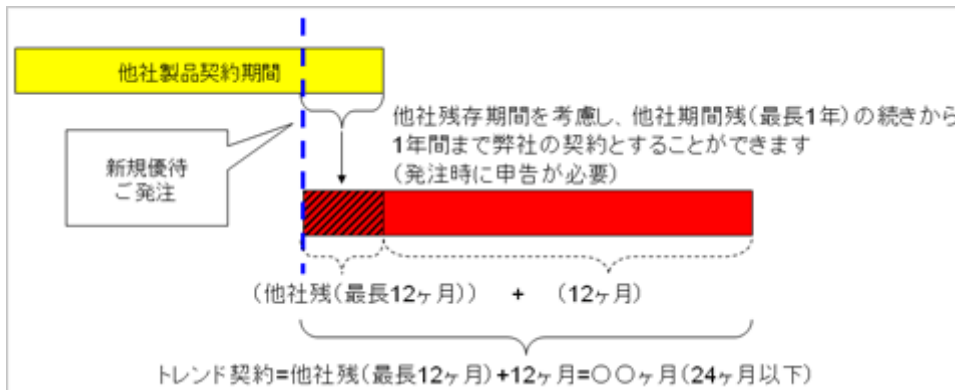 他社製品契約期間
他社残存期間を考慮し、他社期間残(最長1年)の続きから
1年間まで弊社の契約とすることができます
(発注時に申告が必要)
新規優待
ご発注
(他社残(最長12ヶ月)) + (12ヶ月)
トレンド契約=他社残(最長12ヶ月)+12ヶ月=〇〇ヶ月(24ヶ月以下)